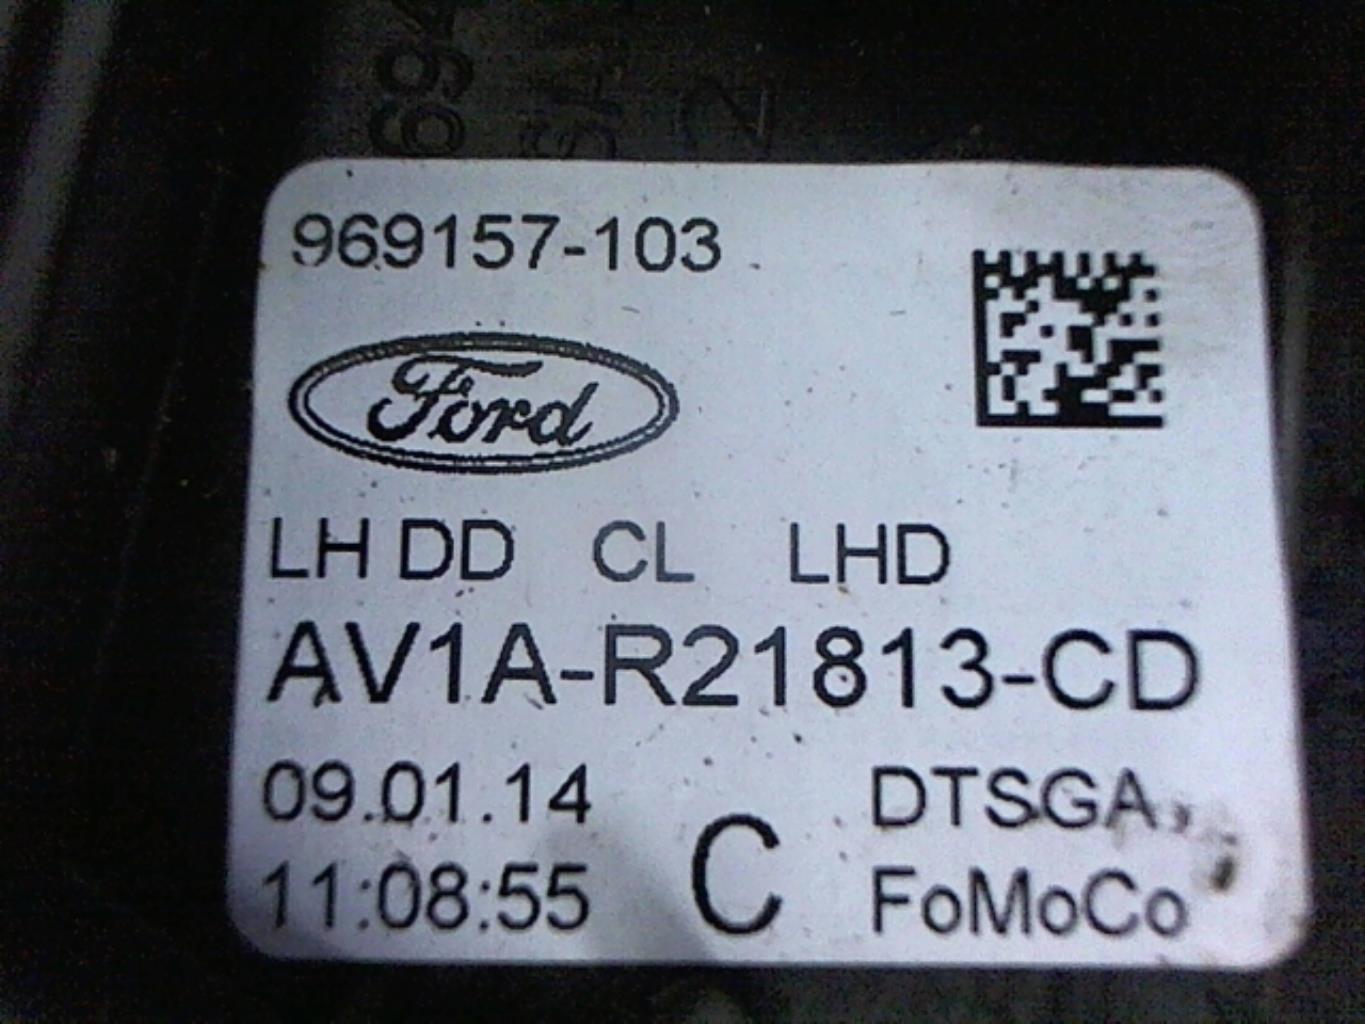 969157-103
Ford
LH DD CL LHD
AV1A-R21813-CD
09.01.14 DTSGA
11:08:55 C FoMoCo